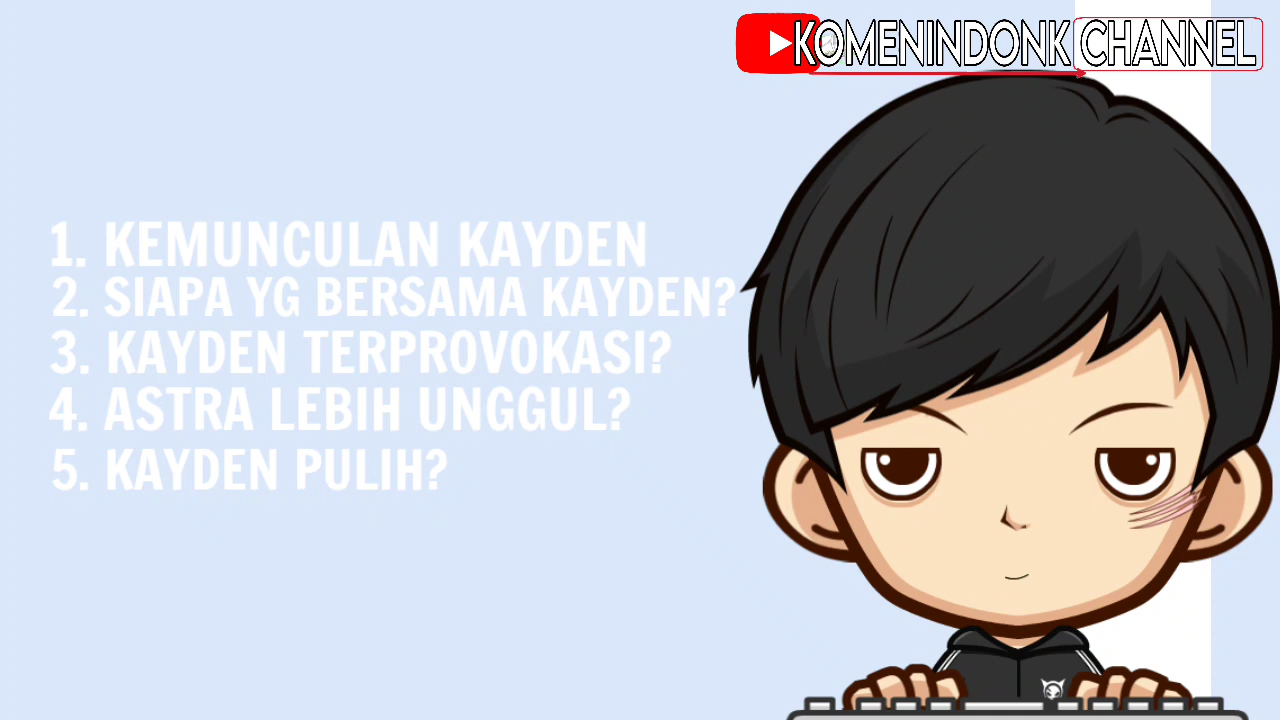 KOMENINDONK CHANNEL
1. KEMUNCULAN KAYDEN
2. SIAPA YG BERSAMA KAYDEN?
3. KAYDEN TERPROVOKASI?
4. ASTRA LEBIH UNGGUL?
5. KAYDEN PULIH?